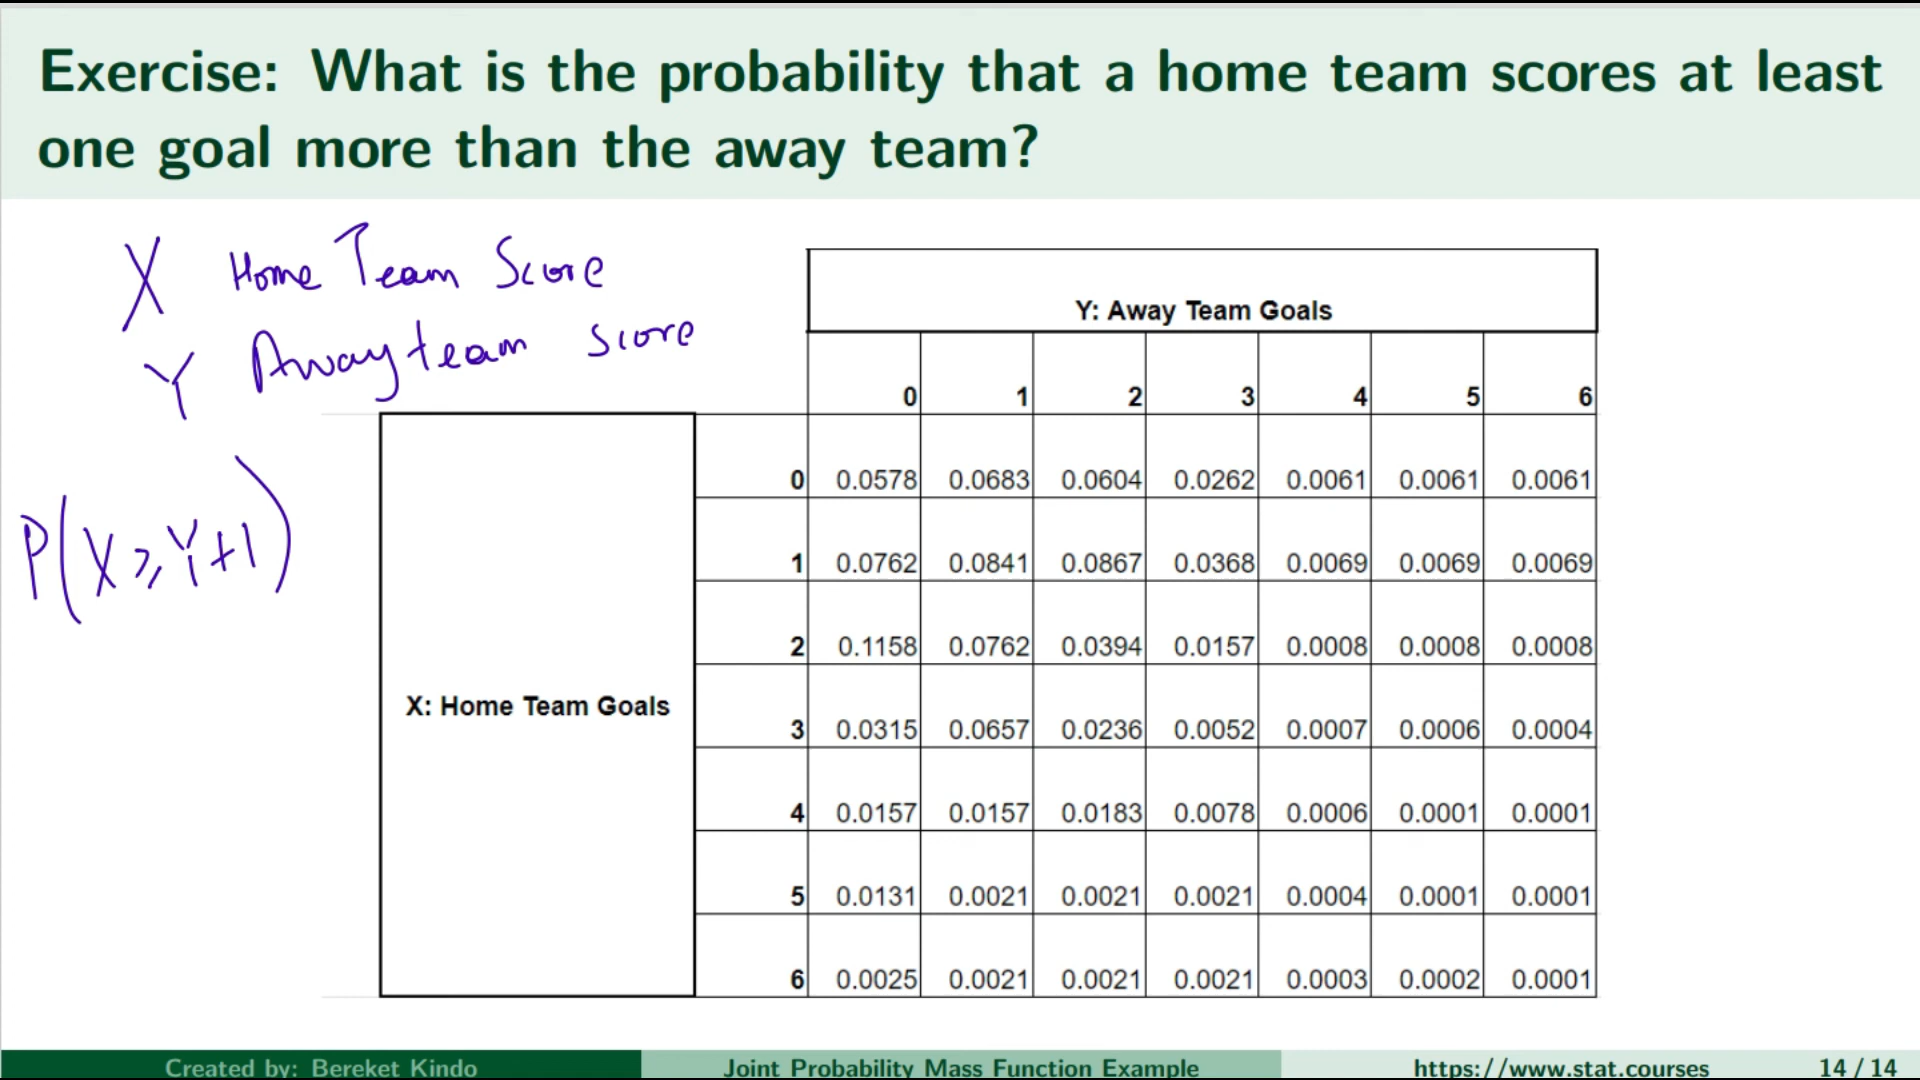 Exercise: What is the probability that a home team scores at least
one goal more than the away team?
X Home Team Score
Y Away team score
P(X ⩾ Y+1)
Y: Away Team Goals
0 1 2 3 4 5 6
X: Home Team Goals
0 0.0578 0.0683 0.0604 0.0262 0.0061 0.0061 0.0061
1 0.0762 0.0841 0.0867 0.0368 0.0069 0.0069 0.0069
2 0.1158 0.0762 0.0394 0.0157 0.0008 0.0008 0.0008
3 0.0315 0.0657 0.0236 0.0052 0.0007 0.0006 0.0004
4 0.0157 0.0157 0.0183 0.0078 0.0006 0.0001 0.0001
5 0.0131 0.0021 0.0021 0.0021 0.0004 0.0001 0.0001
6 0.0025 0.0021 0.0021 0.0021 0.0003 0.0002 0.0001
Created by: Bereket Kindo Joint Probability Mass Function Example https://www.stat.courses 14 / 14